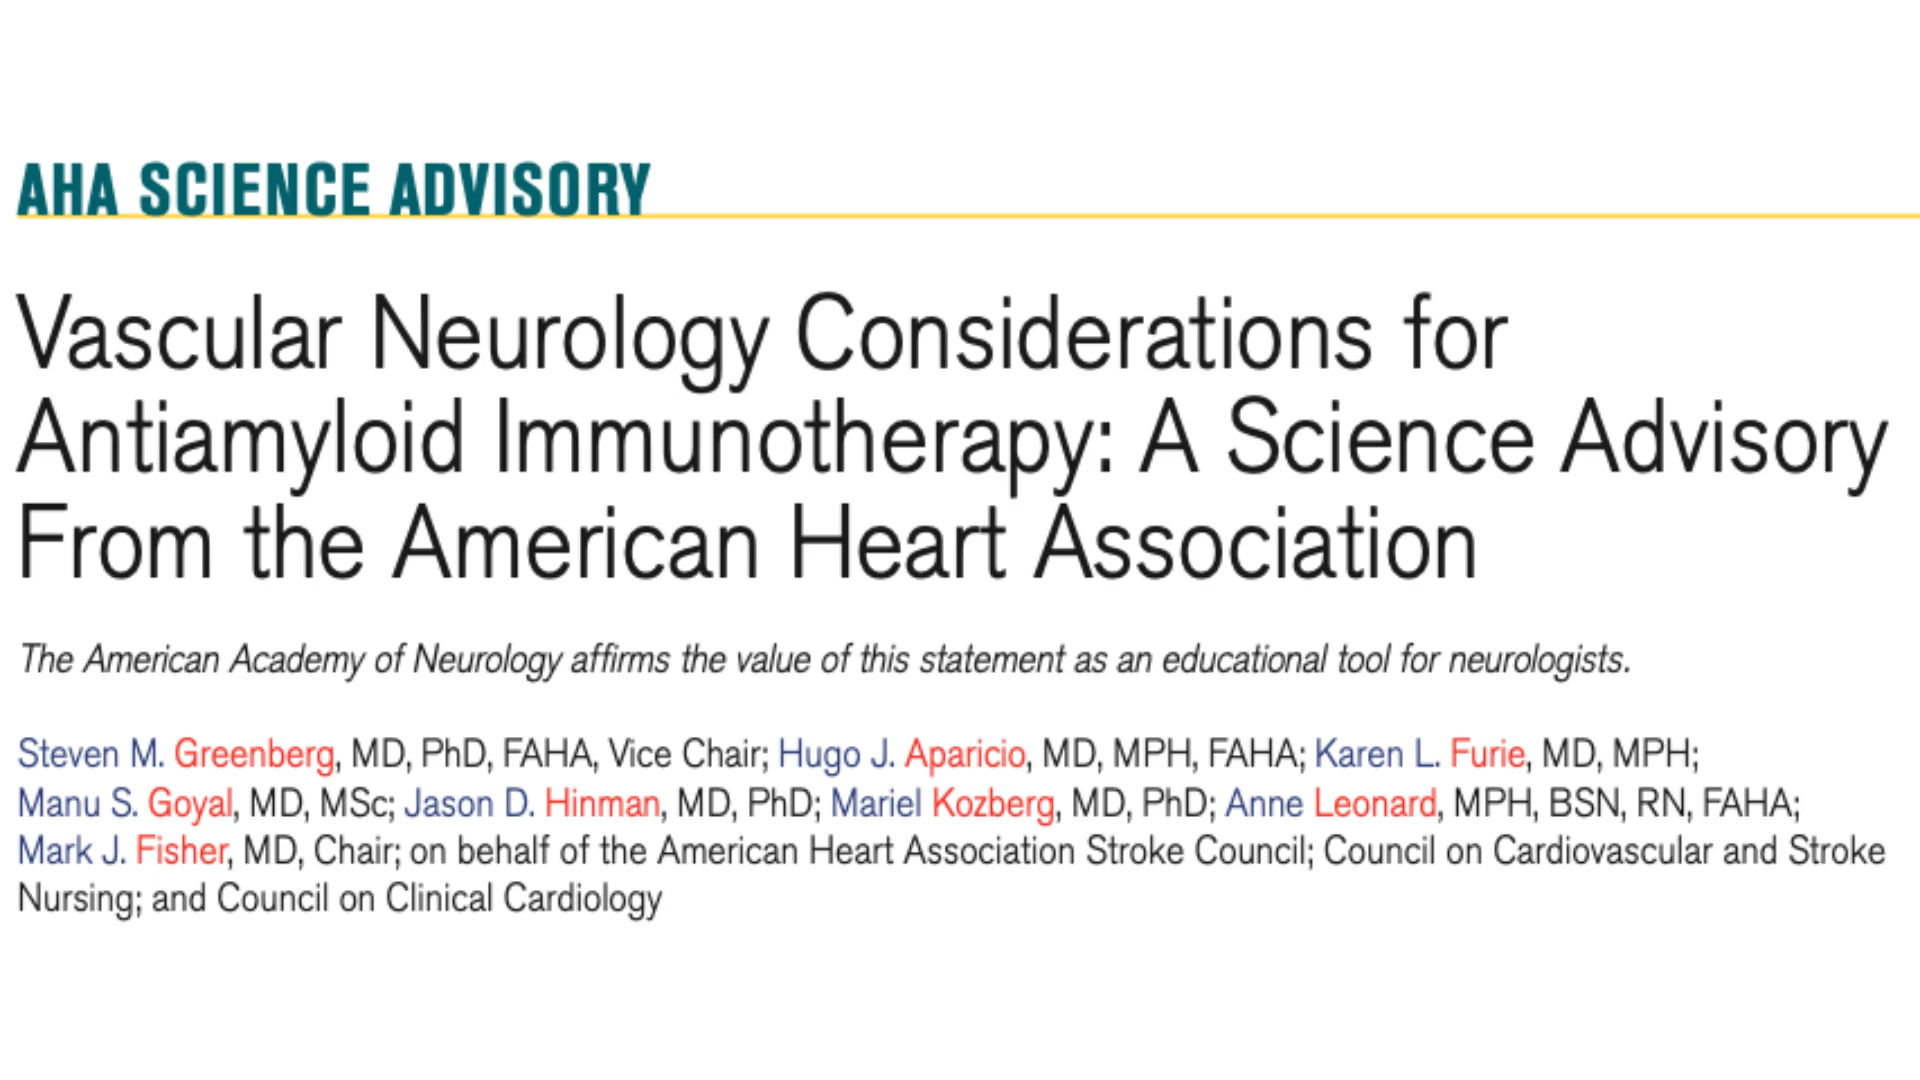 AHA SCIENCE ADVISORY
Vascular Neurology Considerations for
Antiamyloid Immunotherapy: A Science Advisory
From the American Heart Association
The American Academy of Neurology affirms the value of this statement as an educational tool for neurologists.
Steven M. Greenberg, MD, PhD, FAHA, Vice Chair; Hugo J. Aparicio, MD, MPH, FAHA; Karen L. Furie, MD, MPH;
Manu S. Goyal, MD, MSc; Jason D. Hinman, MD, PhD; Mariel Kozberg, MD, PhD; Anne Leonard, MPH, BSN, RN, FAHA;
Mark J. Fisher, MD, Chair; on behalf of the American Heart Association Stroke Council; Council on Cardiovascular and Stroke
Nursing; and Council on Clinical Cardiology